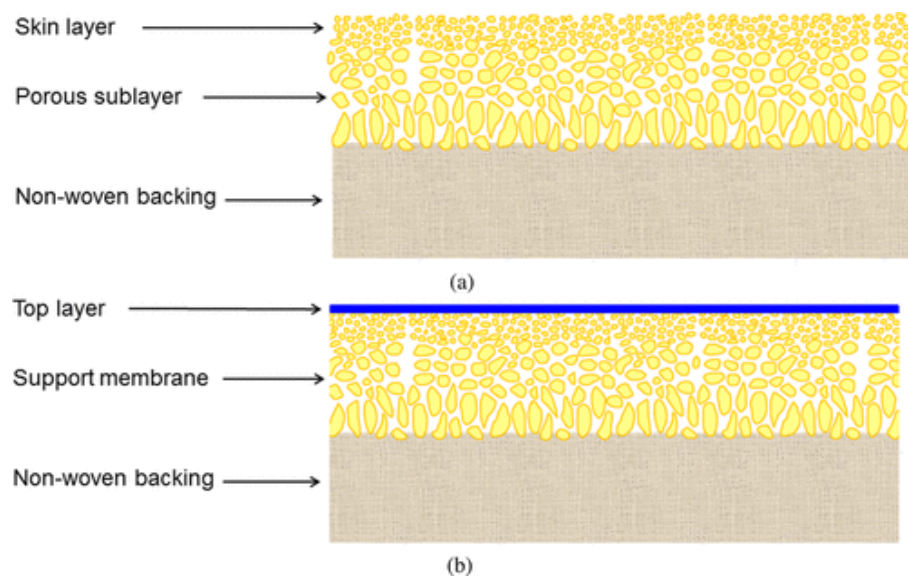 Skin layer
Porous sublayer
Non-woven backing
(a)
Top layer
Support membrane
Non-woven backing
(b)